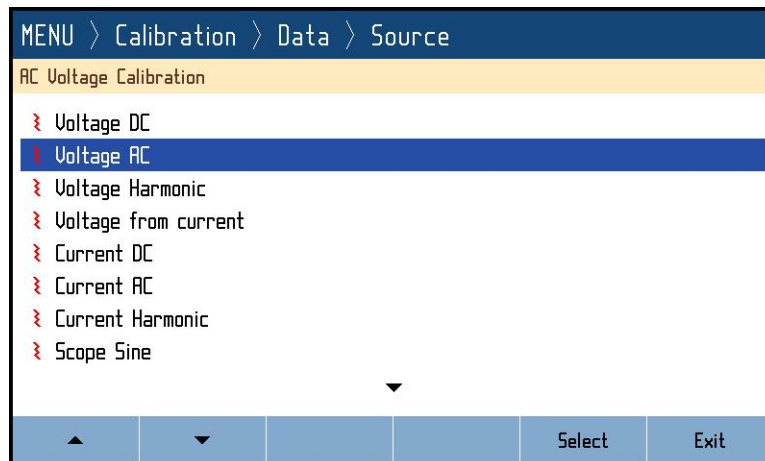 MENU > Calibration > Data > Source
AC Voltage Calibration
Voltage DC
Voltage AC
Voltage Harmonic
Voltage from current
Current DC
Current AC
Current Harmonic
Scope Sine
Select Exit